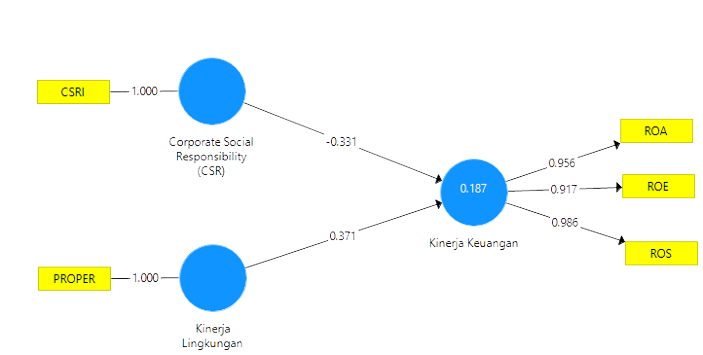 CSRI
1.000
Corporate Social
Responsibility
(CSR)
-0.331
ROA
0.956
0.187
0.917
ROE
0.986
Kinerja Keuangan
ROS
0.371
PROPER
1.000
Kinerja
Lingkungan